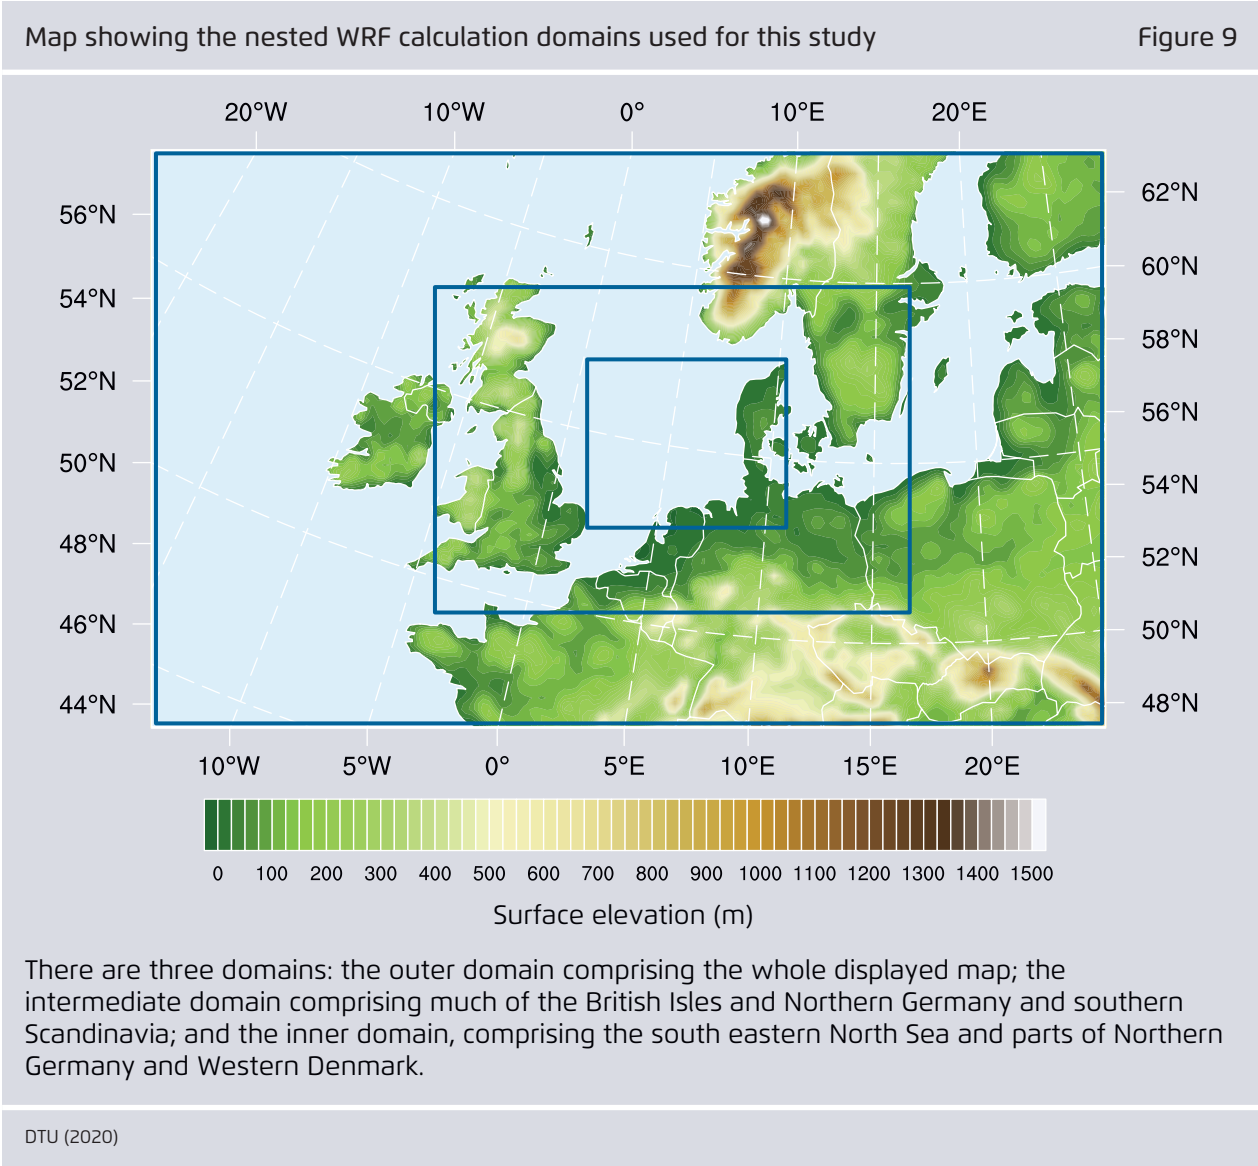 Map showing the nested WRF calculation domains used for this study Figure 9
20°W 10°W 0° 10°E 20°E
62°N
56°N
60°N
54°N
58°N
52°N
56°N
50°N
54°N
48°N
52°N
46°N
50°N
44°N
48°N
10°W 5°W 0° 5°E 10°E 15°E 20°E
0 100 200 300 400 500 600 700 800 900 1000 1100 1200 1300 1400 1500
Surface elevation (m)
There are three domains: the outer domain comprising the whole displayed map; the
intermediate domain comprising much of the British Isles and Northern Germany and southern
Scandinavia; and the inner domain, comprising the south eastern North Sea and parts of Northern
Germany and Western Denmark.
DTU (2020)